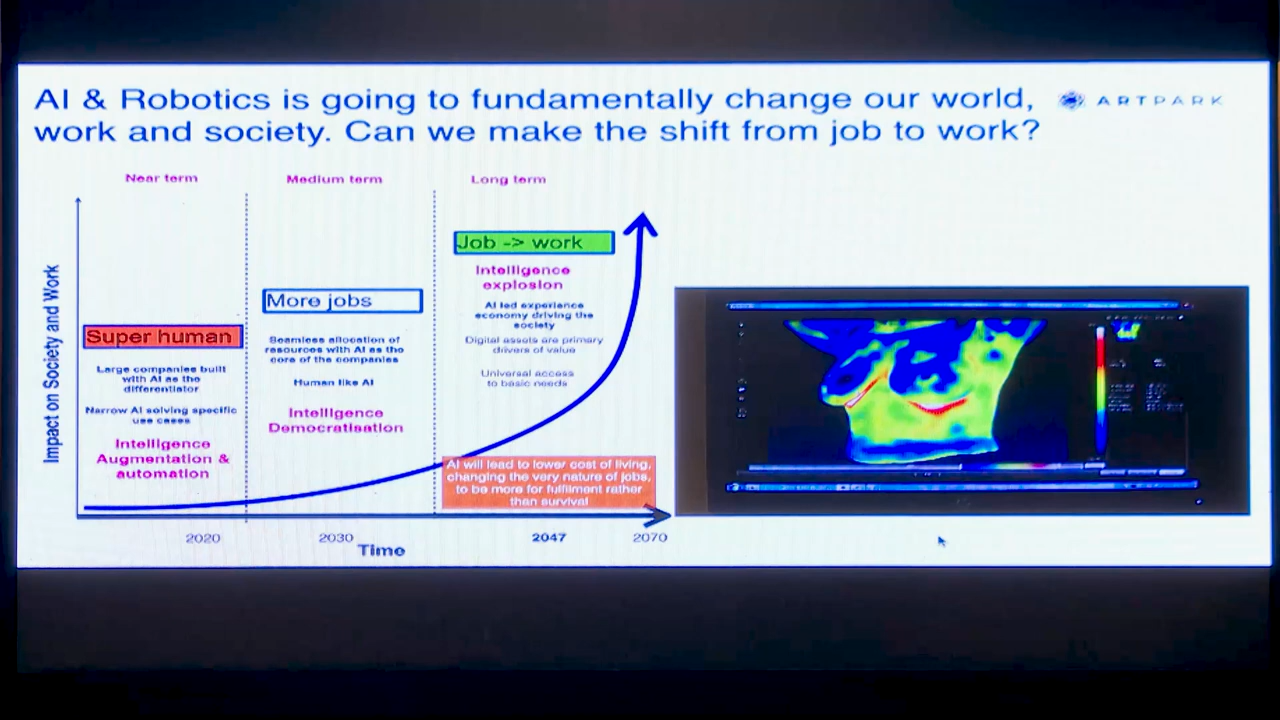 AI & Robotics is going to fundamentally change our world,
work and society. Can we make the shift from job to work?
ARTPARK
Near term
Medium term
Long term
Impact on Society and Work
Super human
Large companies built
with AI as the
differentiator
Narrow AI solving specific
use cases
Intelligence
Augmentation &
automation
More jobs
Seamless allocation of
resources with AI as the
core of the companies
Human like AI
Intelligence
Democratisation
Job -> work
Intelligence
explosion
AI led experience
economy driving the
society
Digital assets are primary
drivers of value
Universal access
to basic needs
AI will lead to lower cost of living,
changing the very nature of jobs,
to be more for fulfilment rather
than survival
2020
2030
2047
2070
Time